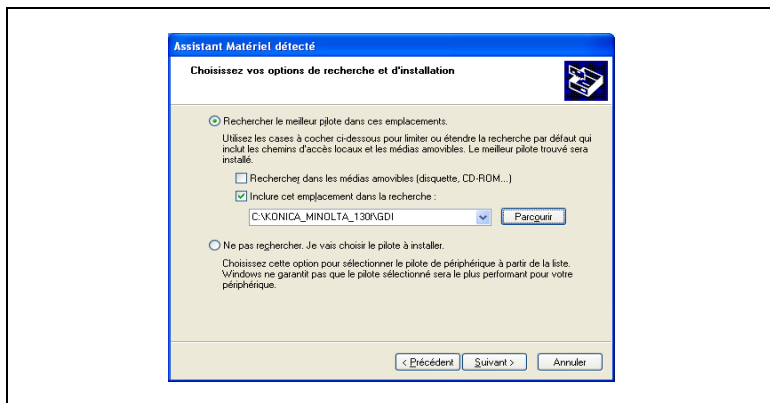 Assistant Matériel détecté
Choisissez vos options de recherche et d'installation
Rechercher le meilleur pilote dans ces emplacements.
Utilisez les cases à cocher ci-dessous pour limiter ou étendre la recherche par défaut qui
inclut les chemins d'accès locaux et les médias amovibles. Le meilleur pilote trouvé sera
installé.
Rechercher dans les médias amovibles (disquette, CD-ROM...)
Inclure cet emplacement dans la recherche :
C:\KONICA_MINOLTA_130f\GDI
Parcourir
Ne pas rechercher. Je vais choisir le pilote à installer.
Choisissez cette option pour sélectionner le pilote de périphérique à partir de la liste.
Windows ne garantit pas que le pilote sélectionné sera le plus performant pour votre
périphérique.
< Précédent Suivant > Annuler